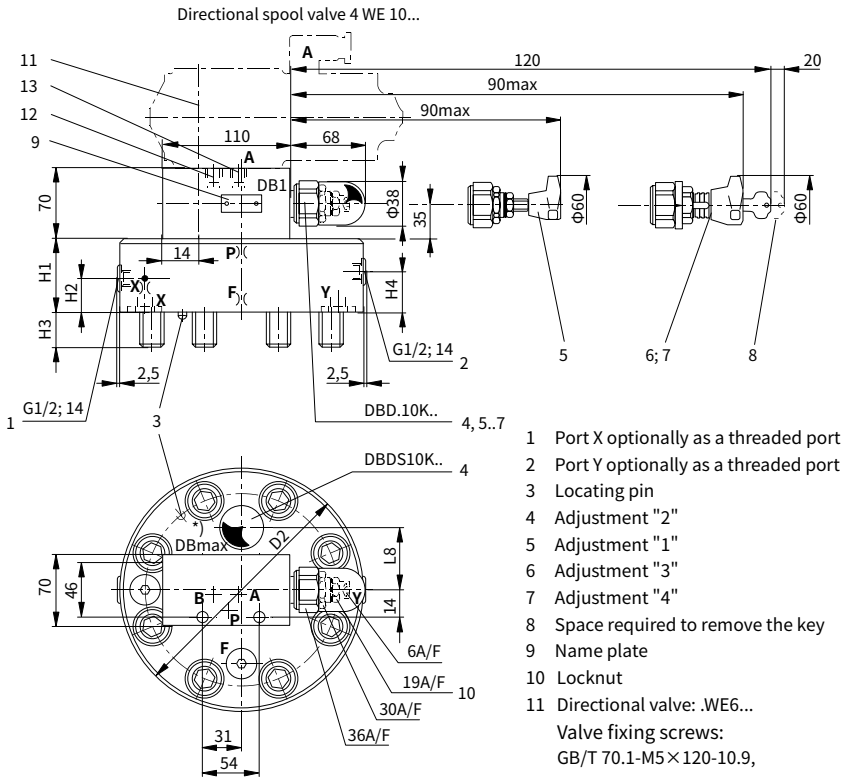 Directional spool valve 4 WE 10...
A
11
13
12
9
120
20
90max
90max
110
68
A
DB1
70
Φ38
35
Φ60
Φ60
14
P
H1
H2
H3
X
X
F
Y
H4
2,5
G1/2; 14
1
3
2,5
G1/2; 14
2
DBD.10K..
4, 5..7
5
6; 7
8
DBDS10K..
4
*)
DBmax
D2
L8
70
46
B
A
P
Y
14
F
6A/F
19A/F
10
30A/F
36A/F
31
54
1 Port X optionally as a threaded port
2 Port Y optionally as a threaded port
3 Locating pin
4 Adjustment "2"
5 Adjustment "1"
6 Adjustment "3"
7 Adjustment "4"
8 Space required to remove the key
9 Name plate
10 Locknut
11 Directional valve: .WE6...
Valve fixing screws:
GB/T 70.1-M5×120-10.9,